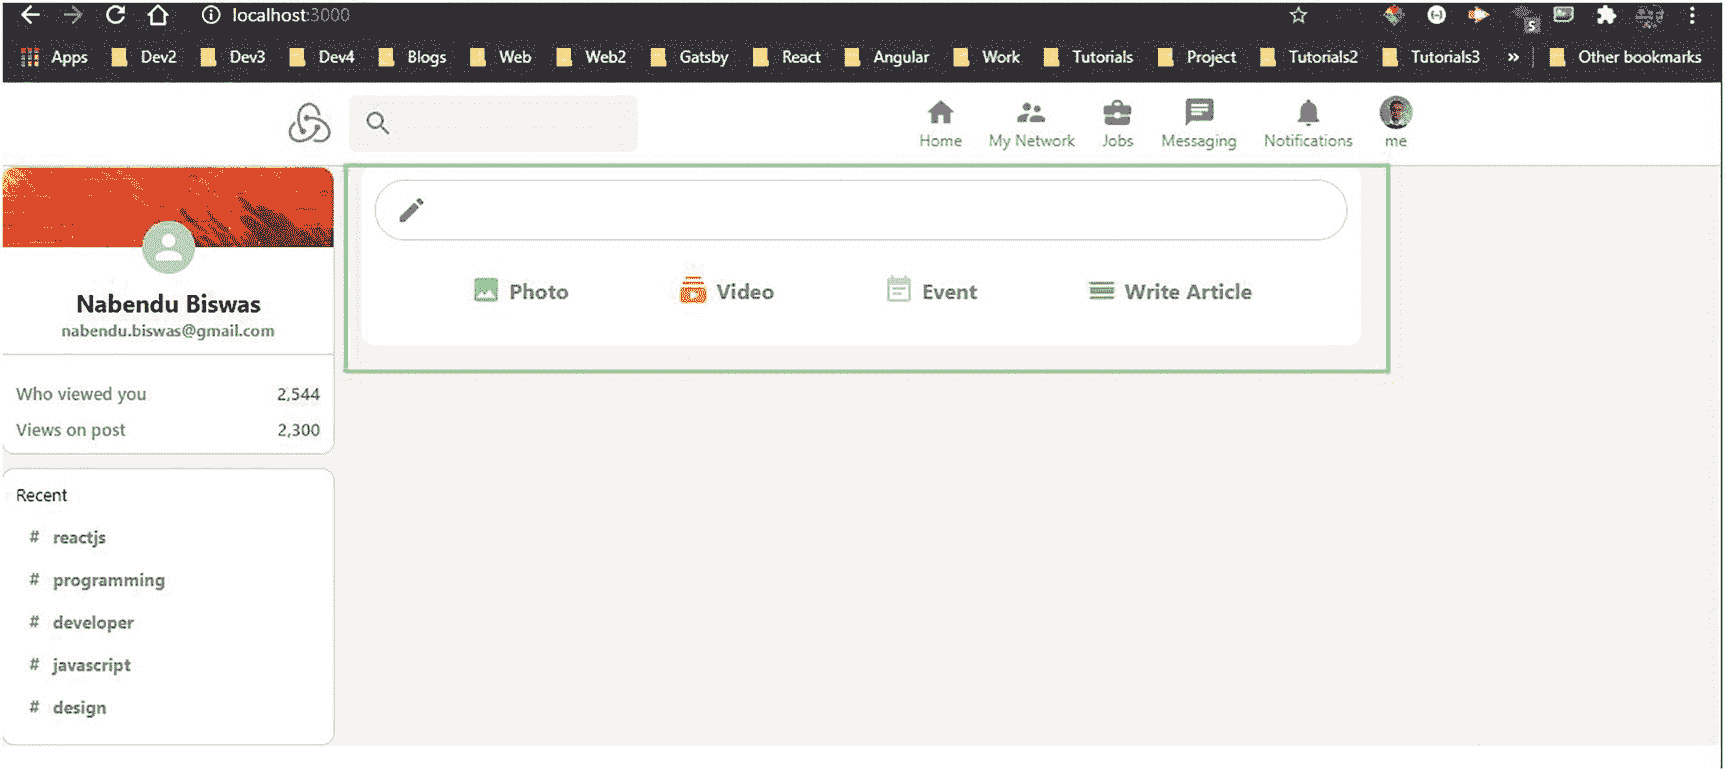 localhost:3000
Apps Dev2 Dev3 Dev4 Blogs Web Web2 Gatsby React Angular Work Tutorials Project Tutorials2 Tutorials3 » Other bookmarks
5
Home My Network Jobs Messaging Notifications me
Nabendu Biswas
nabendu.biswas@gmail.com
Who viewed you 2,544
Views on post 2,300
Recent
# reactjs
# programming
# developer
# javascript
# design
Photo Video Event Write Article